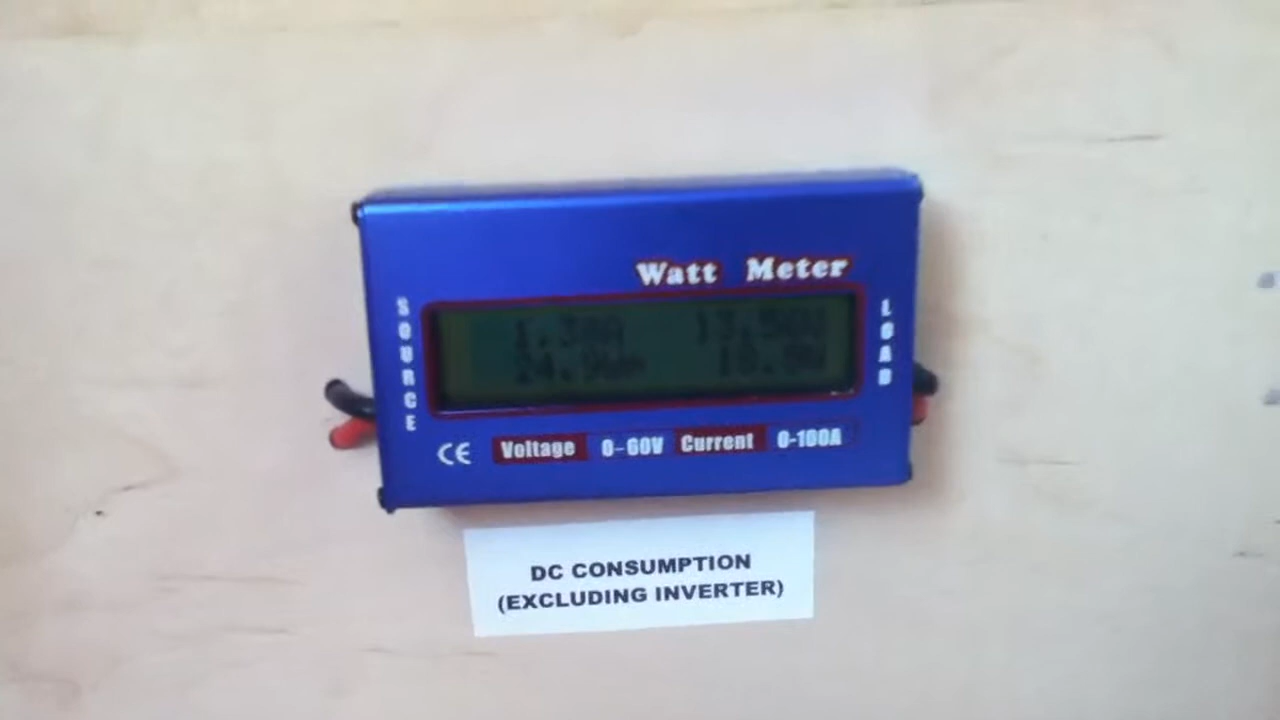 Watt Meter
SOURCE
LOAD
CE
Voltage 0-60V Current 0-100A
DC CONSUMPTION
(EXCLUDING INVERTER)